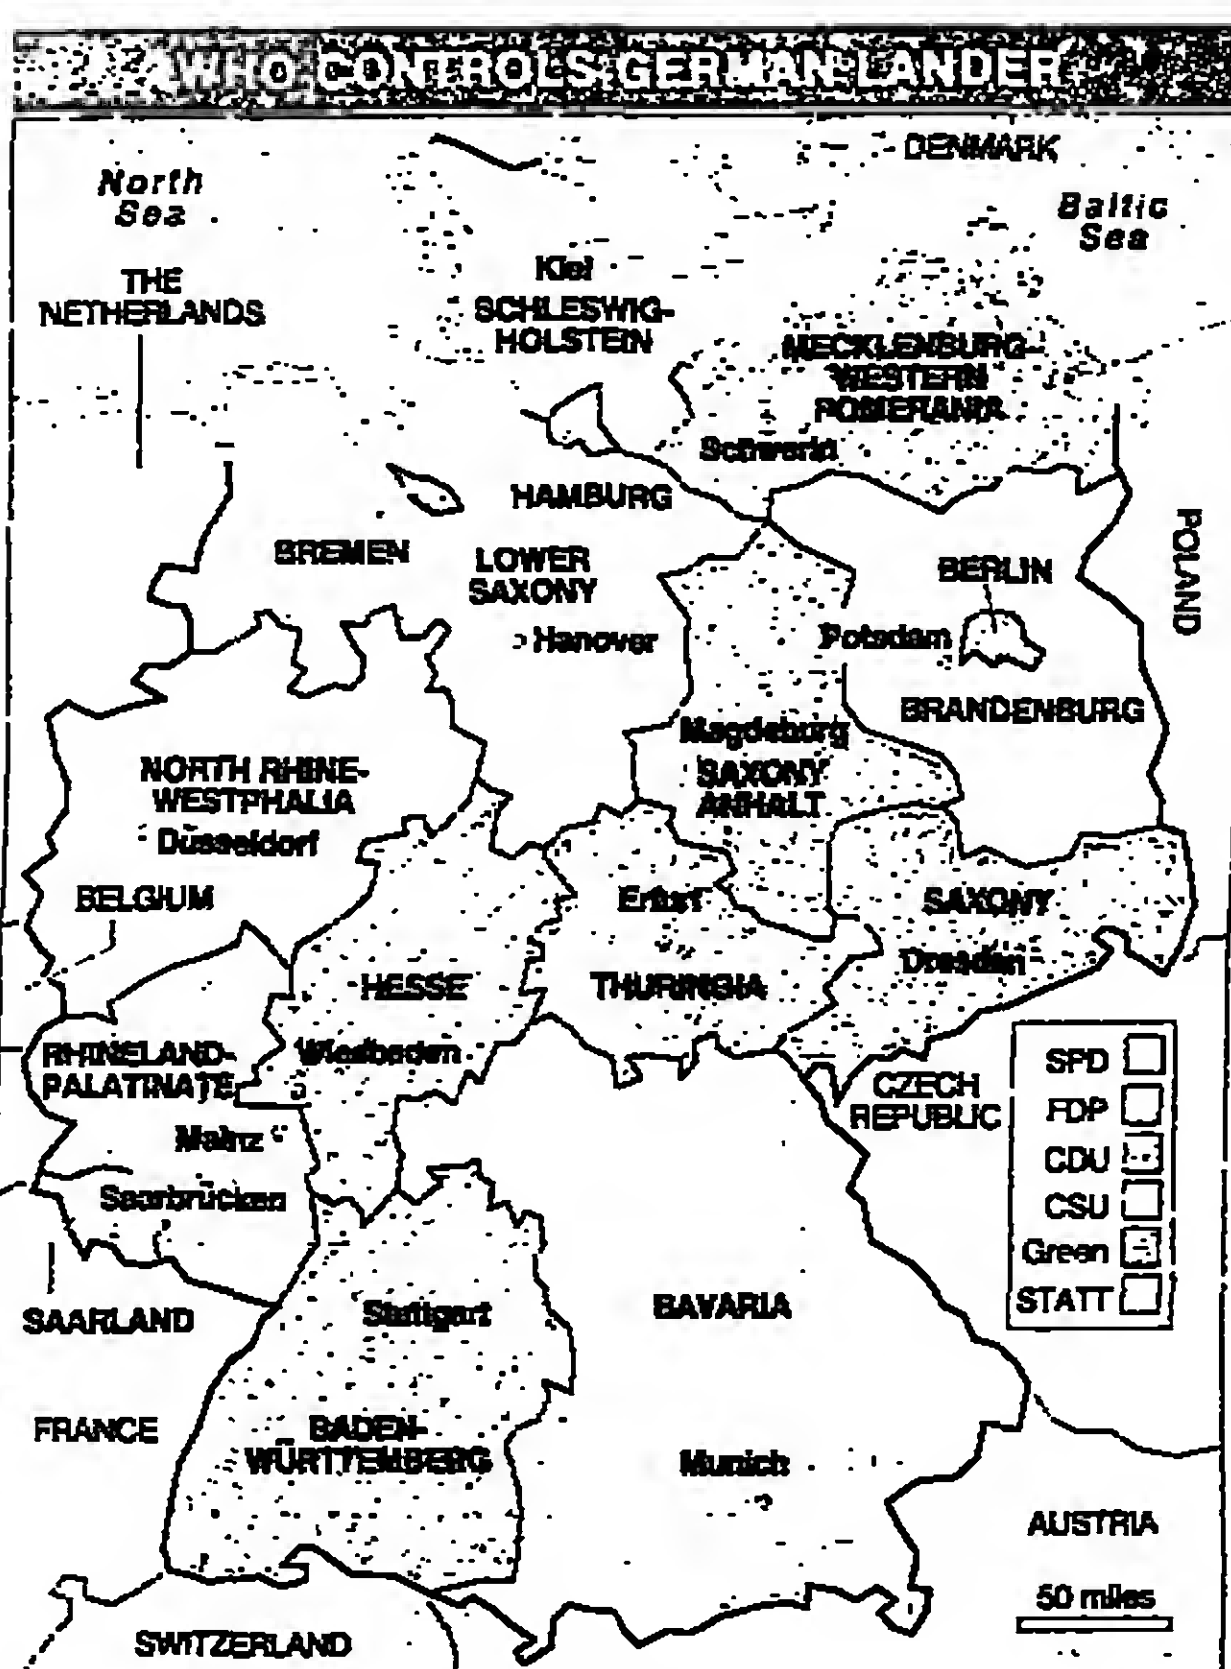 WHO CONTROLS GERMAN LANDER
DENMARK
North
Sea
Baltic
Sea
THE
NETHERLANDS
Kiel
SCHLESWIG-
HOLSTEIN
MECKLENBURG-
WESTERN
POMERANIA
Schwerin
HAMBURG
POLAND
BREMEN
LOWER
SAXONY
BERLIN
Hanover
Potsdam
BRANDENBURG
Magdeburg
SAXONY
ANHALT
NORTH RHINE-
WESTPHALIA
Düsseldorf
BELGIUM
Erfurt
SAXONY
HESSE
THURINGIA
Dresden
RHINELAND-
PALATINATE
Wiesbaden
CZECH
REPUBLIC
Mainz
Saarbrücken
SPD
FDP
CDU
CSU
Green
STATT
SAARLAND
Stuttgart
BAVARIA
FRANCE
BADEN-
WÜRTTEMBERG
Munich
AUSTRIA
50 miles
SWITZERLAND